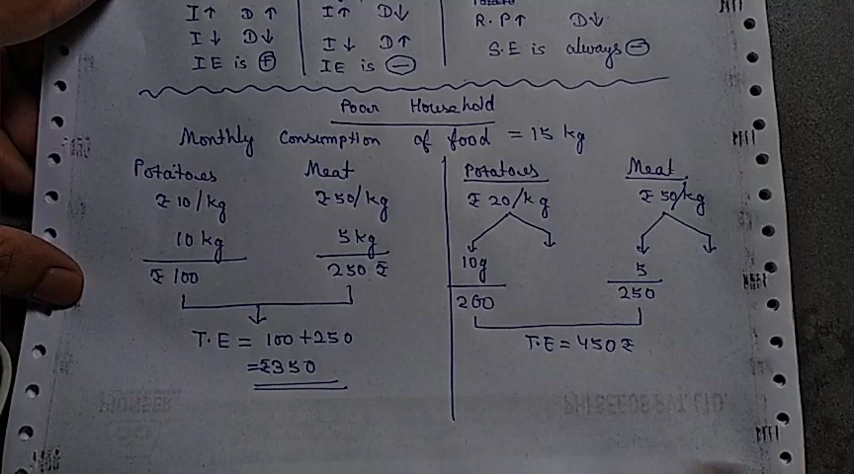 I↑ D↑
I↓ D↓
IE is (+)
I↑ D↓
I↓ D↑
IE is (-)
R.P↑ D↓
S.E is always (-)
Poor Household
Monthly Consumption of food = 15 kg
Potatoes Meat
₹10/kg ₹50/kg
10 kg 5 kg
₹100 250 ₹
T.E = 100 + 250
= ₹350
Potatoes Meat
₹20/kg ₹50/kg
10g 5
200 250
T.E = 450 ₹